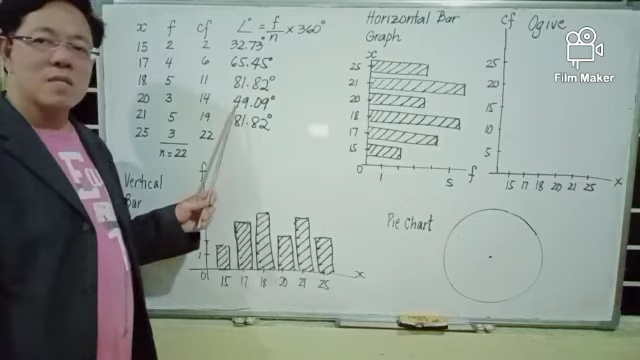 x f cf ∠° = f/n × 360°
15 2 2 32.73°
17 4 6 65.45°
18 5 11 81.82°
20 3 14 49.09°
21 5 19 81.82°
25 3 22
n = 22
Vertical
Bar
f
1
0
15 17 18 20 21 25 x
Horizontal Bar
Graph
x
25
21
20
18
17
15
0 1 5 f
cf Ogive
25
20
15
10
5
15 17 18 20 21 25 x
Pie Chart
Film Maker